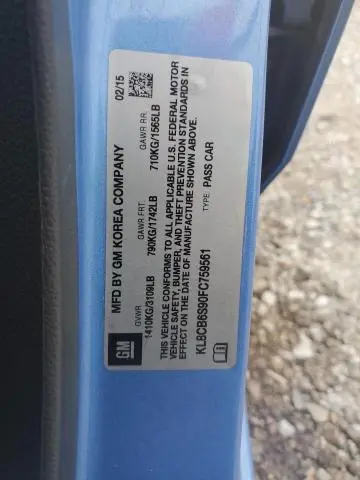 MFD BY GM KOREA COMPANY 02/15
GVWR GAWR FRT GAWR RR
1410KG/3109LB 790KG/1742LB 710KG/1565LB
THIS VEHICLE CONFORMS TO ALL APPLICABLE U.S. FEDERAL MOTOR
VEHICLE SAFETY, BUMPER, AND THEFT PREVENTION STANDARDS IN
EFFECT ON THE DATE OF MANUFACTURE SHOWN ABOVE.
TYPE: PASS CAR
KL8CB6S90FC759561
GM